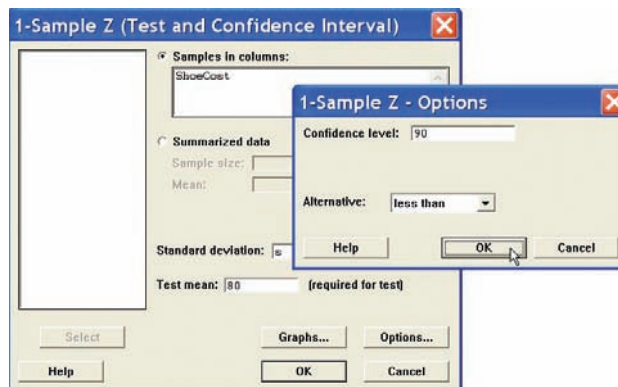 1-Sample Z (Test and Confidence Interval)
Samples in columns:
ShoeCost
Summarized data
Sample size:
Mean:
Standard deviation: s
Test mean: 80 (required for test)
Select
Graphs...
Options...
Help
OK
Cancel
1-Sample Z - Options
Confidence level: 90
Alternative: less than
Help
OK
Cancel